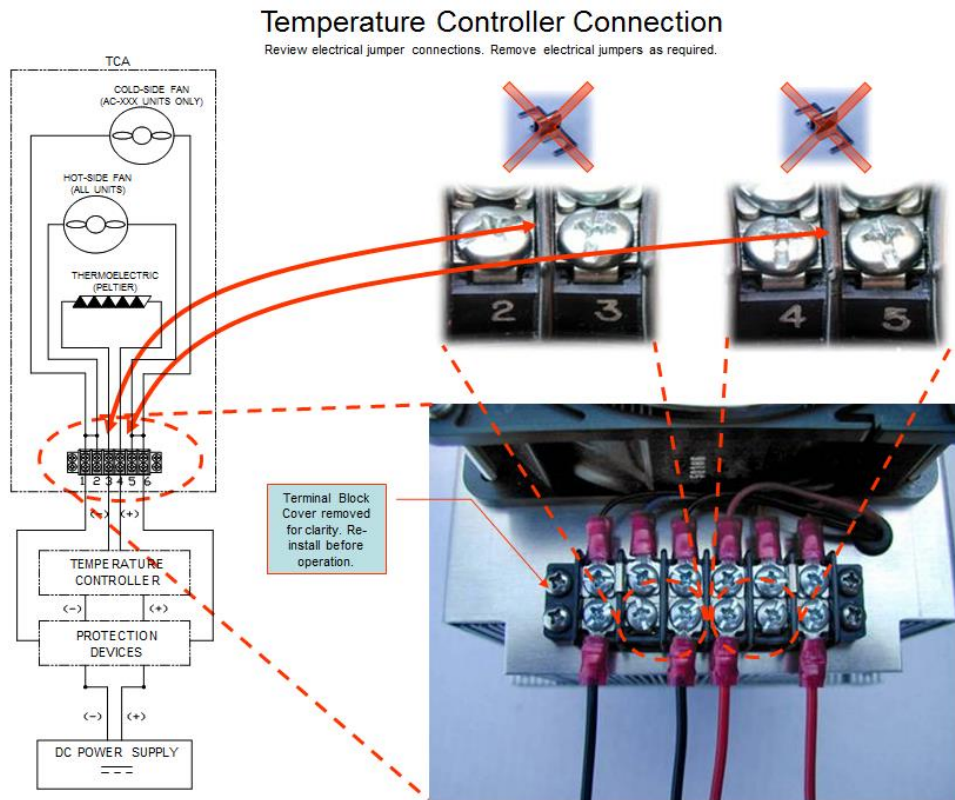 Temperature Controller Connection
Review electrical jumper connections. Remove electrical jumpers as required.
TCA
COLD-SIDE FAN
(AC-XXX UNITS ONLY)
HOT-SIDE FAN
(ALL UNITS)
THERMOELECTRIC
(PELTIER)
1 2 3 4 5 6
(-) (+)
TEMPERATURE
CONTROLLER
(-) (+)
PROTECTION
DEVICES
(-) (+)
DC POWER SUPPLY
2 3
4 5
Terminal Block
Cover removed
for clarity. Re-
install before
operation.